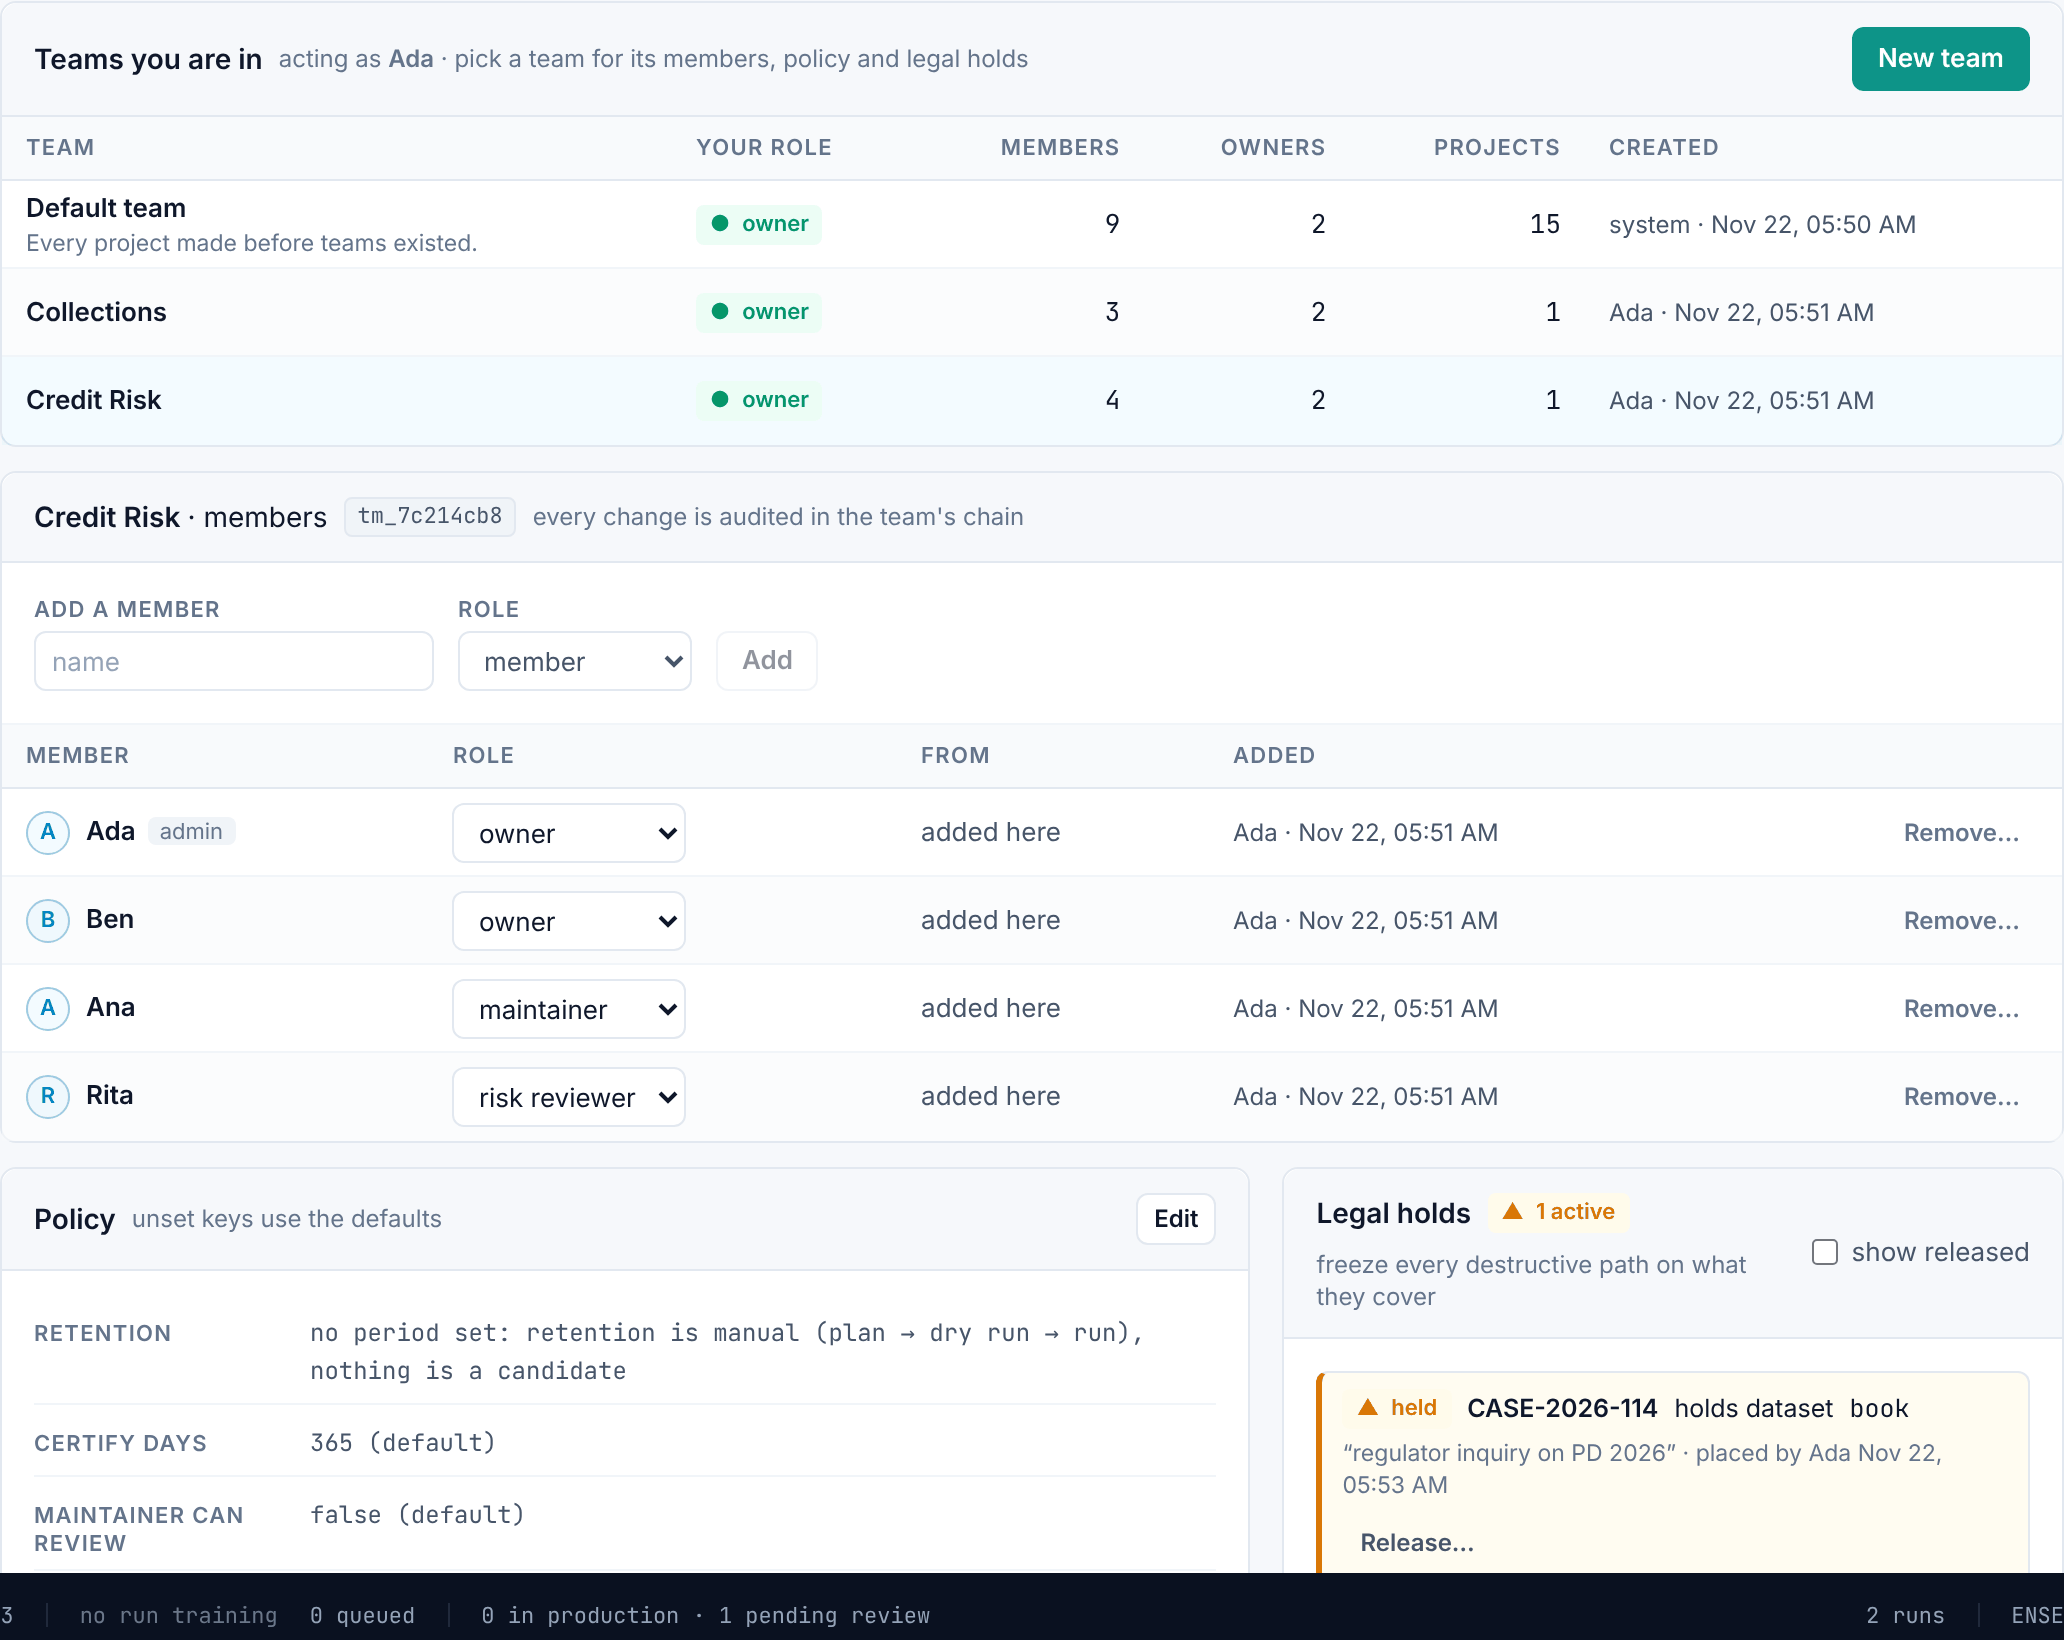 Teams you are in acting as Ada · pick a team for its members, policy and legal holds New team
TEAM YOUR ROLE MEMBERS OWNERS PROJECTS CREATED
Default team
Every project made before teams existed.
owner 9 2 15 system · Nov 22, 05:50 AM
Collections owner 3 2 1 Ada · Nov 22, 05:51 AM
Credit Risk owner 4 2 1 Ada · Nov 22, 05:51 AM
Credit Risk · members tm_7c214cb8 every change is audited in the team's chain
ADD A MEMBER ROLE
name member Add
MEMBER ROLE FROM ADDED
A Ada admin owner added here Ada · Nov 22, 05:51 AM Remove...
B Ben owner added here Ada · Nov 22, 05:51 AM Remove...
A Ana maintainer added here Ada · Nov 22, 05:51 AM Remove...
R Rita risk reviewer added here Ada · Nov 22, 05:51 AM Remove...
Policy unset keys use the defaults Edit
RETENTION no period set: retention is manual (plan → dry run → run),
nothing is a candidate
CERTIFY DAYS 365 (default)
MAINTAINER CAN
REVIEW
false (default)
Legal holds 1 active
freeze every destructive path on what
they cover
show released
held CASE-2026-114 holds dataset book
“regulator inquiry on PD 2026” · placed by Ada Nov 22,
05:53 AM
Release...
3 no run training 0 queued 0 in production · 1 pending review 2 runs ENSE